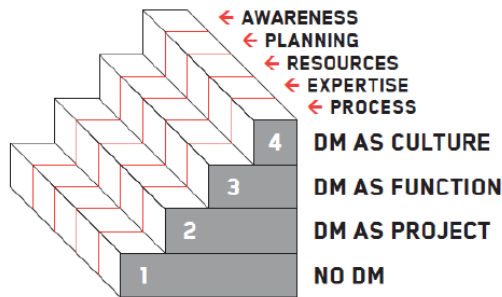 ← AWARENESS
← PLANNING
← RESOURCES
← EXPERTISE
← PROCESS
4 DM AS CULTURE
3 DM AS FUNCTION
2 DM AS PROJECT
1 NO DM